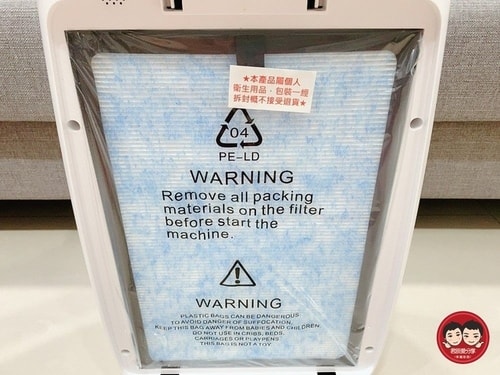 ★本產品屬個人
衛生用品,包裝一經
拆封概不接受退貨★
04
PE-LD
WARNING
Remove all packing
materials on the filter
before start the
machine.
WARNING
PLASTIC BAGS CAN BE DANGEROUS.
TO AVOID DANGER OF SUFFOCATION,
KEEP THIS BAG AWAY FROM BABIES AND CHILDREN.
DO NOT USE IN CRIBS, BEDS,
CARRIAGES OR PLAYPENS.
THIS BAG IS NOT A TOY.